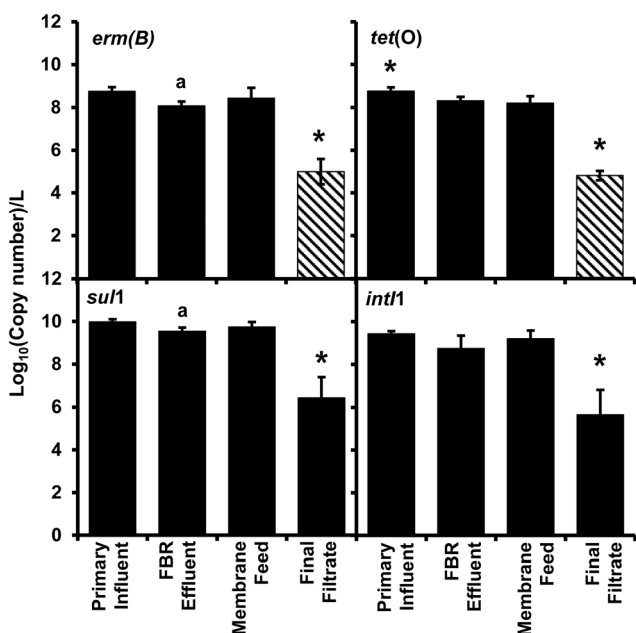 12
10
8
6
4
2
12
10
8
6
4
2
0
Log10(Copy number)/L
erm(B)
a
*
tet(O)
*
*
sul1
a
*
intI1
*
Primary
Influent
FBR
Effluent
Membrane
Feed
Final
Filtrate
Primary
Influent
FBR
Effluent
Membrane
Feed
Final
Filtrate